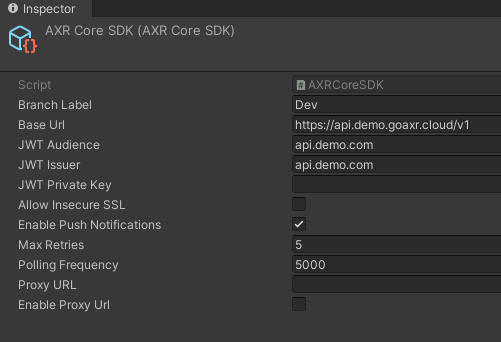 Inspector
AXR Core SDK (AXR Core SDK)
Script AXRCoreSDK
Branch Label Dev
Base Url https://api.demo.goaxr.cloud/v1
JWT Audience api.demo.com
JWT Issuer api.demo.com
JWT Private Key
Allow Insecure SSL
Enable Push Notifications
Max Retries 5
Polling Frequency 5000
Proxy URL
Enable Proxy Url